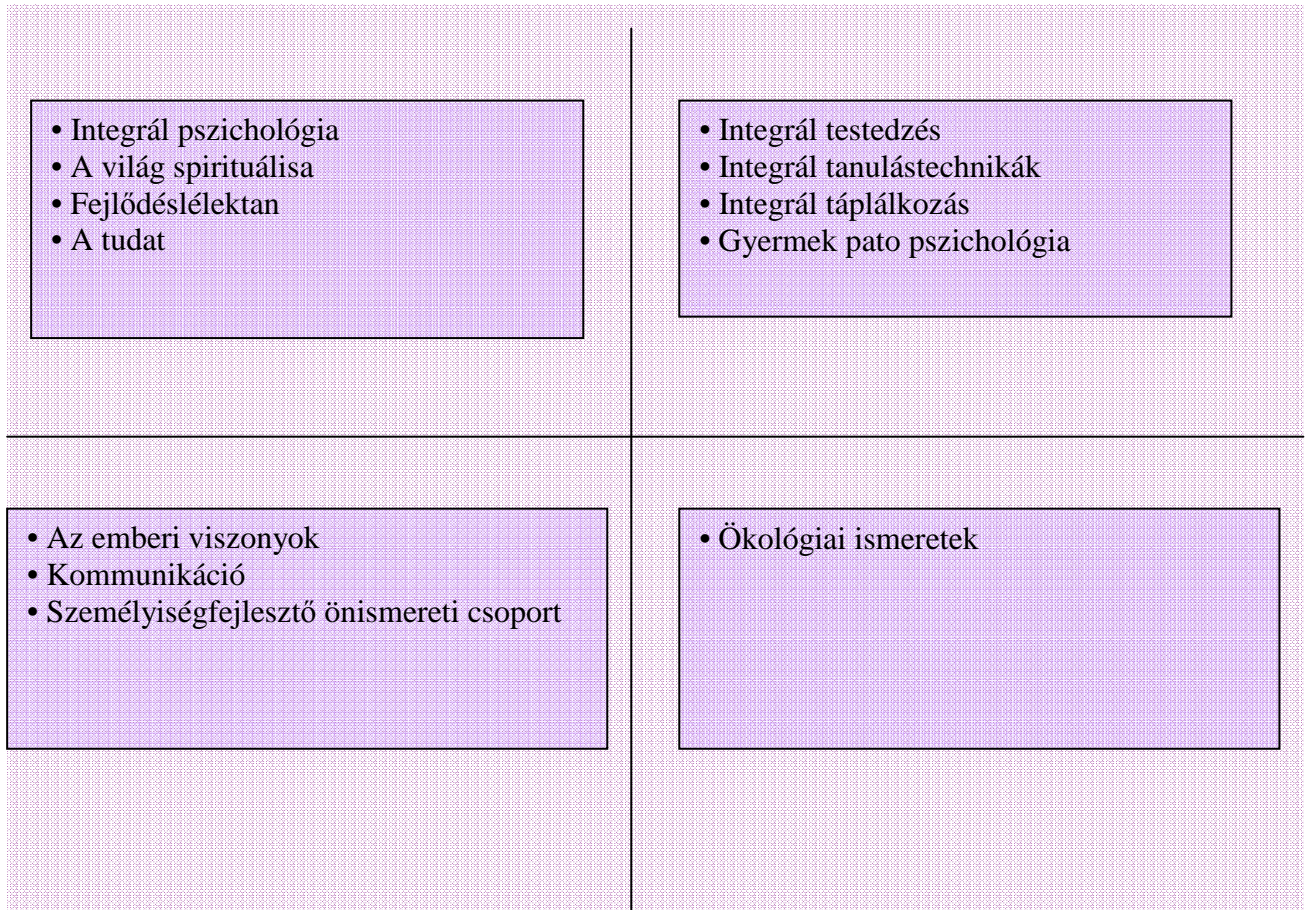 • Integrál pszichológia
• A világ spirituálisa
• Fejlődéslélektan
• A tudat
• Integrál testedzés
• Integrál tanulástechnikák
• Integrál táplálkozás
• Gyermek pato pszichológia
• Az emberi viszonyok
• Kommunikáció
• Személyiségfejlesztő önismereti csoport
• Ökológiai ismeretek